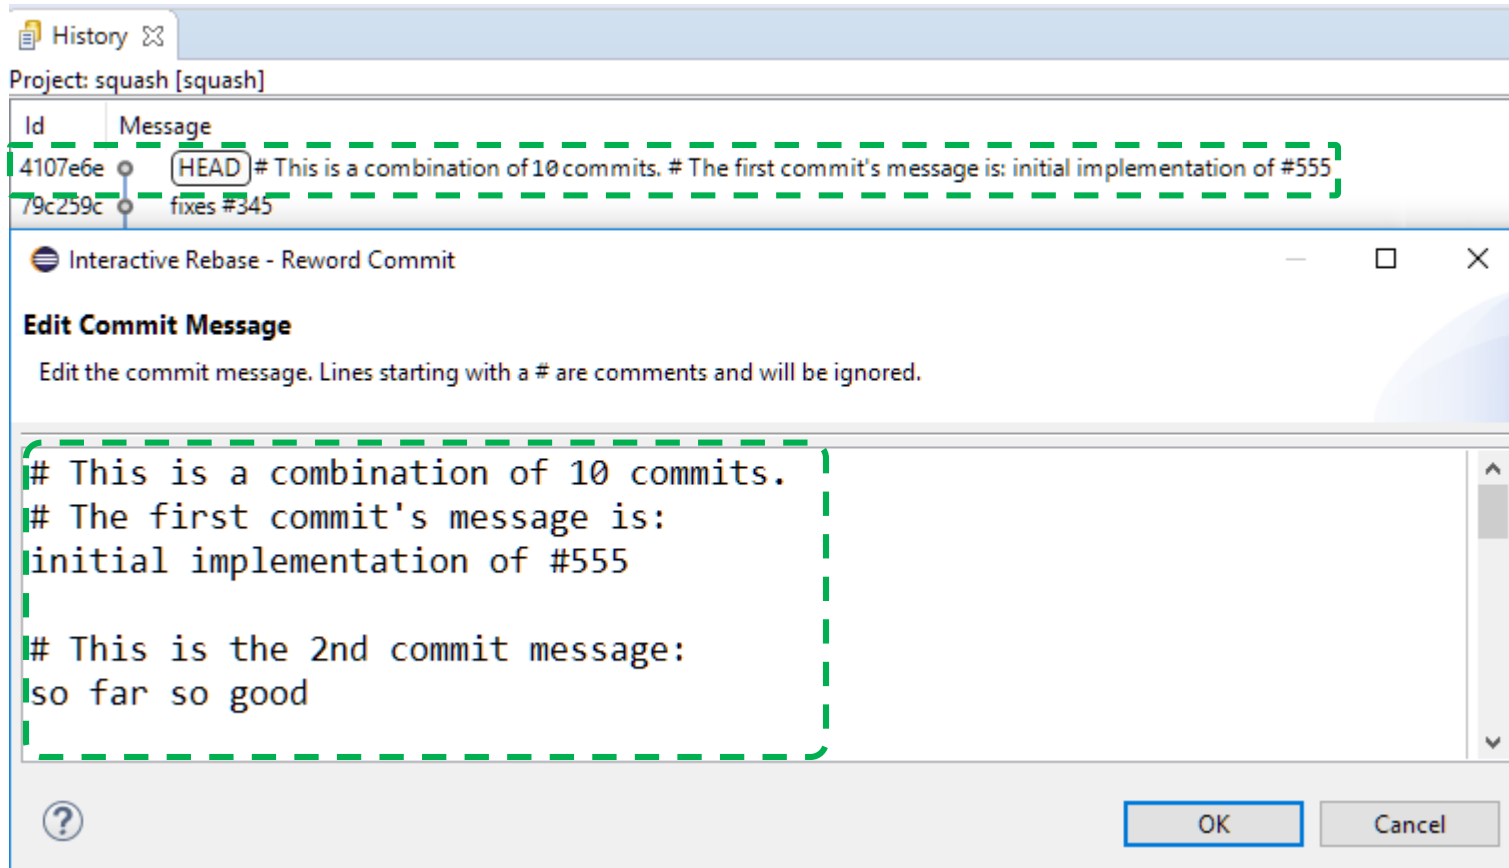 History
Project: squash [squash]
Id Message
4107e6e HEAD # This is a combination of 10 commits. # The first commit's message is: initial implementation of #555
79c259c fixes #345
Interactive Rebase - Reword Commit
Edit Commit Message
Edit the commit message. Lines starting with a # are comments and will be ignored.
# This is a combination of 10 commits.
# The first commit's message is:
initial implementation of #555
# This is the 2nd commit message:
so far so good
?
OK Cancel